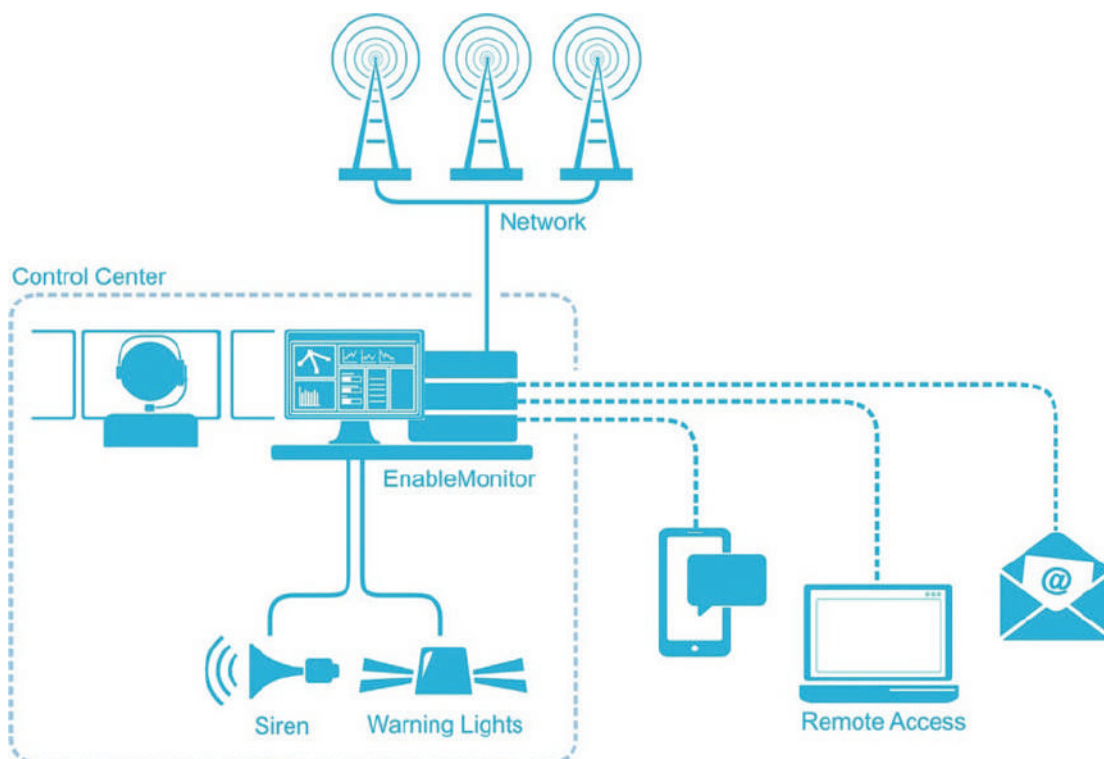 Network
Control Center
EnableMonitor
@
Siren
Warning Lights
Remote Access